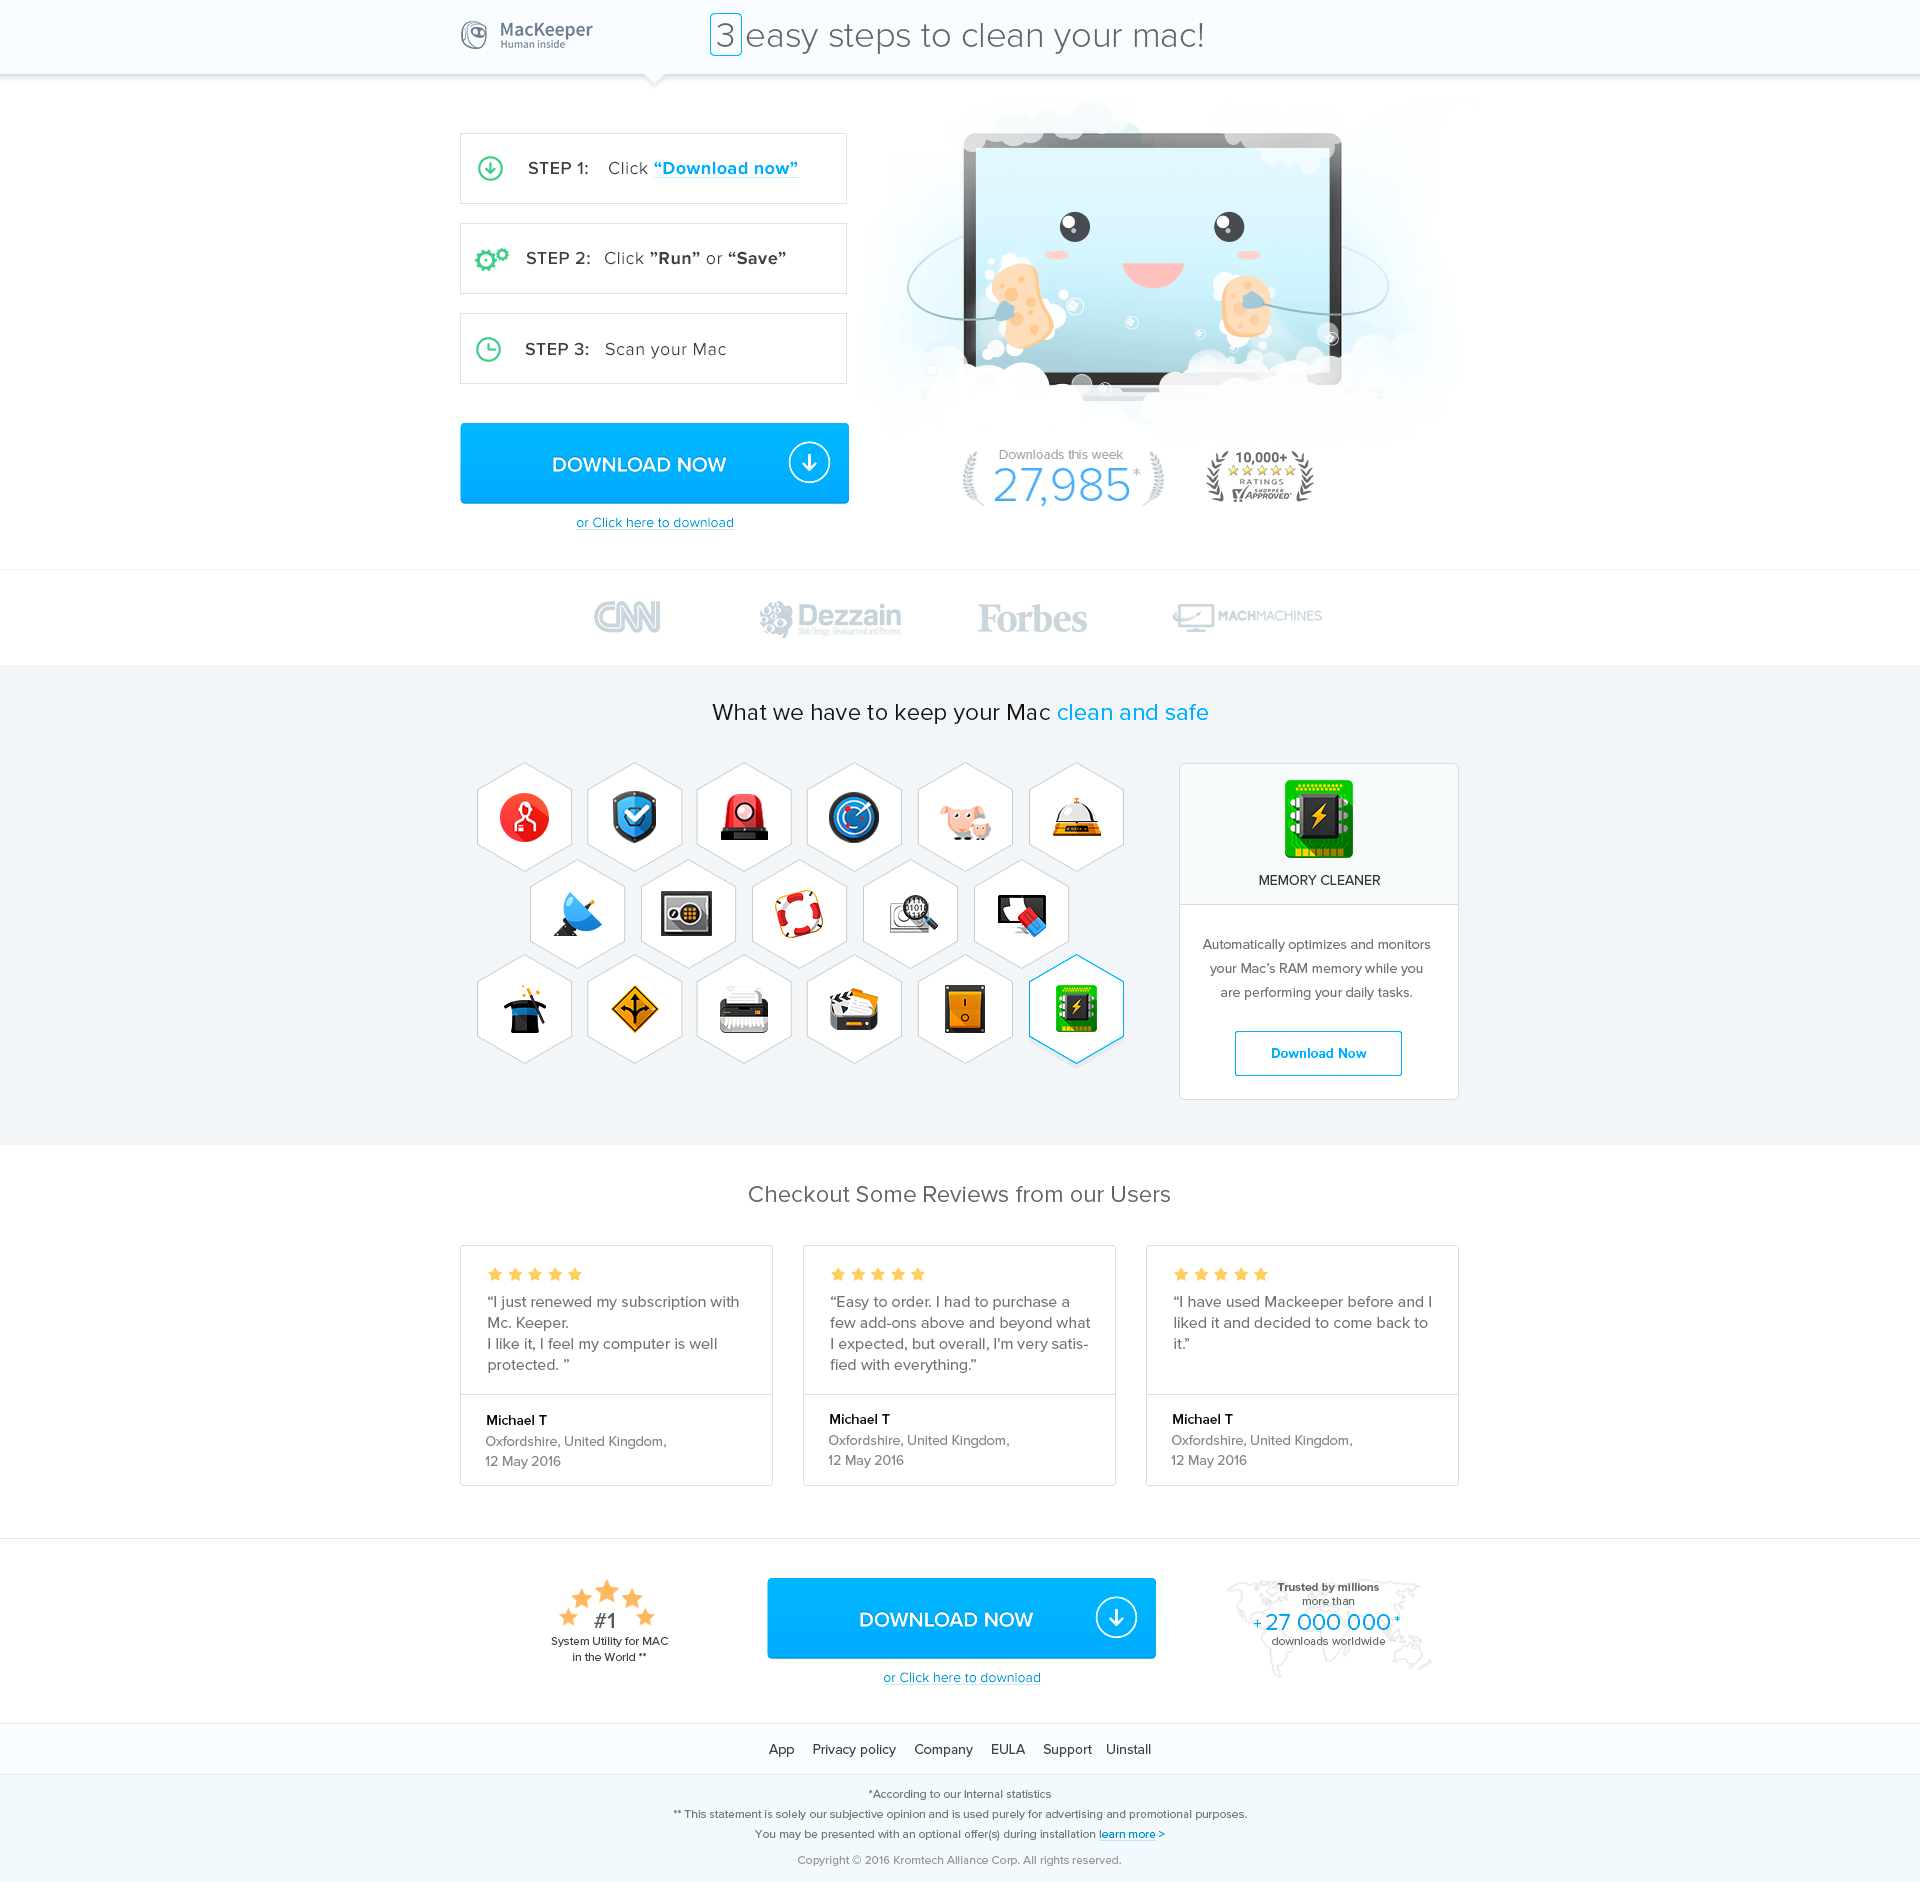 MacKeeper
Human inside
3 easy steps to clean your mac!
STEP 1: Click “Download now”
STEP 2: Click ”Run” or “Save”
STEP 3: Scan your Mac
DOWNLOAD NOW
or Click here to download
Downloads this week
27,985*
10,000+
RATINGS
SHOPPER
APPROVED
CNN
Dezzain
Web Design, Development and Reviews
Forbes
MACHMACHINES
What we have to keep your Mac clean and safe
MEMORY CLEANER
Automatically optimizes and monitors
your Mac’s RAM memory while you
are performing your daily tasks.
Download Now
Checkout Some Reviews from our Users
“I just renewed my subscription with
Mc. Keeper.
I like it, I feel my computer is well
protected. ”
Michael T
Oxfordshire, United Kingdom,
12 May 2016
“Easy to order. I had to purchase a
few add-ons above and beyond what
I expected, but overall, I'm very satis-
fied with everything.”
Michael T
Oxfordshire, United Kingdom,
12 May 2016
“I have used Mackeeper before and I
liked it and decided to come back to
it.”
Michael T
Oxfordshire, United Kingdom,
12 May 2016
#1
System Utility for MAC
in the World **
DOWNLOAD NOW
or Click here to download
Trusted by millions
more than
+27 000 000*
downloads worldwide
App Privacy policy Company EULA Support Uinstall
*According to our Internal statistics
** This statement is solely our subjective opinion and is used purely for advertising and promotional purposes.
You may be presented with an optional offer(s) during installation learn more >
Copyright © 2016 Kromtech Alliance Corp. All rights reserved.